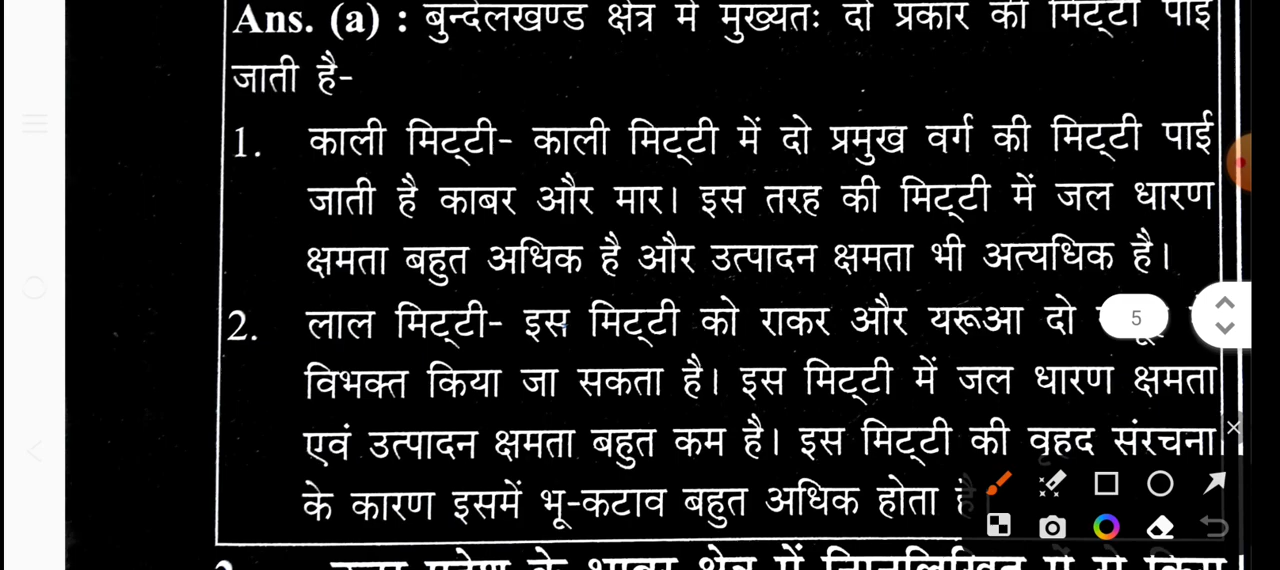 Ans. (a) : बुन्देलखण्ड क्षेत्र में मुख्यतः दो प्रकार की मिट्टी पाई
जाती है-
1. काली मिट्टी- काली मिट्टी में दो प्रमुख वर्ग की मिट्टी पाई
जाती है काबर और मार। इस तरह की मिट्टी में जल धारण
क्षमता बहुत अधिक है और उत्पादन क्षमता भी अत्यधिक है।
2. लाल मिट्टी- इस मिट्टी को राकर और यरूआ दो
5
विभक्त किया जा सकता है। इस मिट्टी में जल धारण क्षमता
एवं उत्पादन क्षमता बहुत कम है। इस मिट्टी की वृहद संरचना
के कारण इसमें भू-कटाव बहुत अधिक होता
के भाबर क्षेत्र में निम्नलिखित में से किस